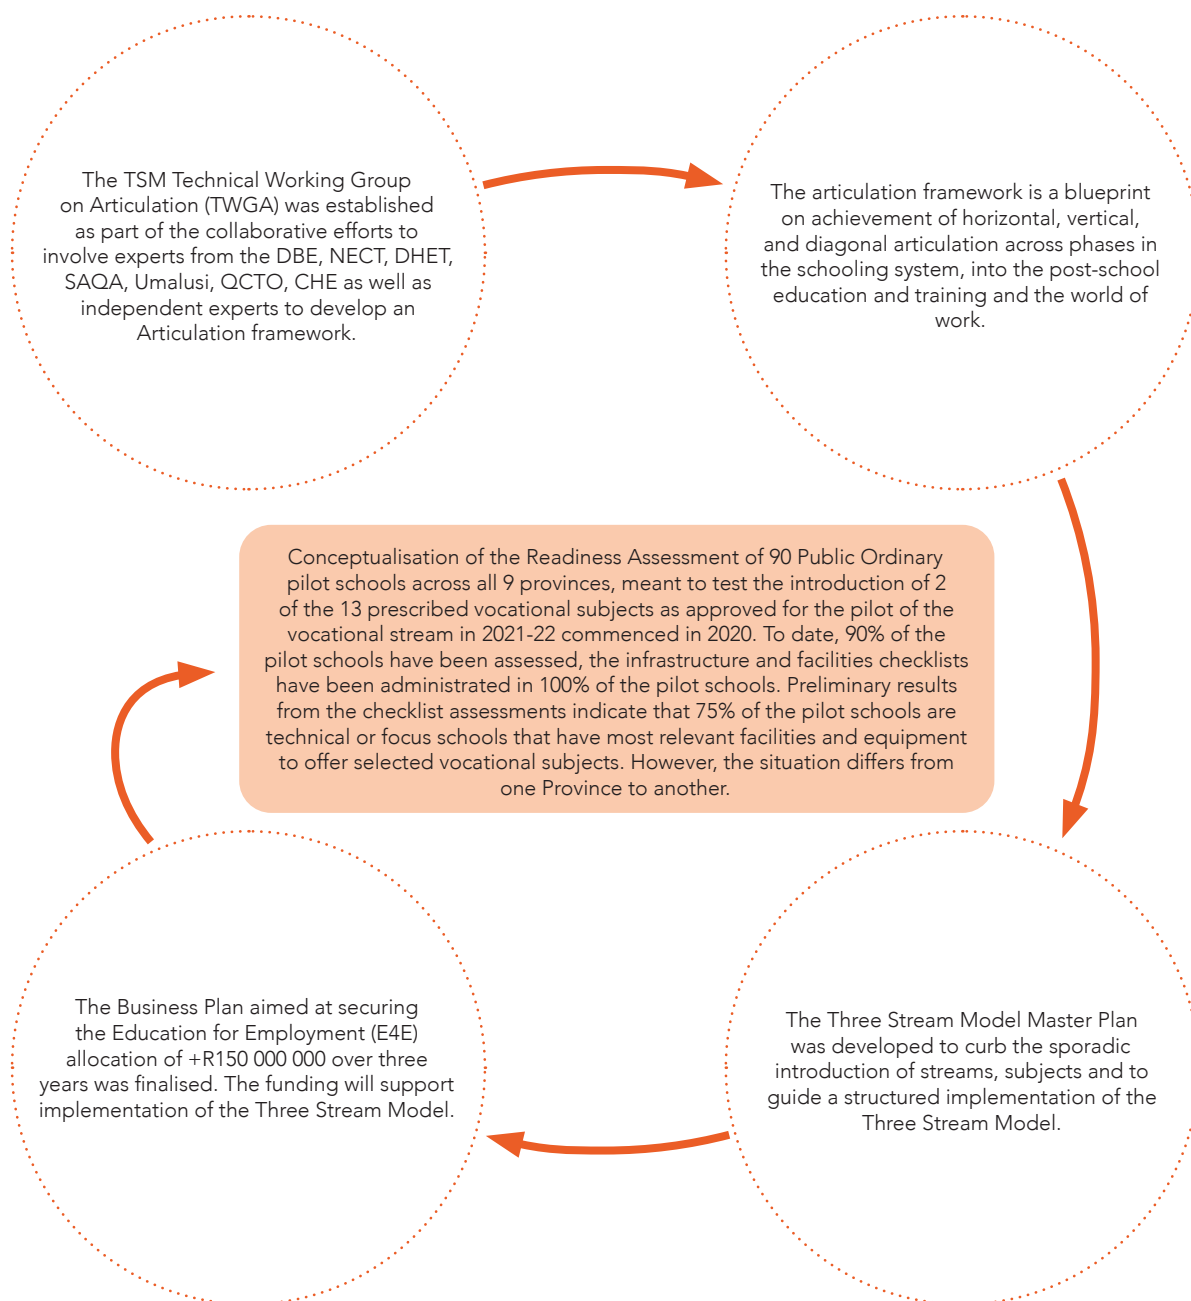 The TSM Technical Working Group
on Articulation (TWGA) was established
as part of the collaborative efforts to
involve experts from the DBE, NECT, DHET,
SAQA, Umalusi, QCTO, CHE as well as
independent experts to develop an
Articulation framework.
The articulation framework is a blueprint
on achievement of horizontal, vertical,
and diagonal articulation across phases in
the schooling system, into the post-school
education and training and the world of
work.
Conceptualisation of the Readiness Assessment of 90 Public Ordinary
pilot schools across all 9 provinces, meant to test the introduction of 2
of the 13 prescribed vocational subjects as approved for the pilot of the
vocational stream in 2021-22 commenced in 2020. To date, 90% of the
pilot schools have been assessed, the infrastructure and facilities checklists
have been administrated in 100% of the pilot schools. Preliminary results
from the checklist assessments indicate that 75% of the pilot schools are
technical or focus schools that have most relevant facilities and equipment
to offer selected vocational subjects. However, the situation differs from
one Province to another.
The Business Plan aimed at securing
the Education for Employment (E4E)
allocation of +R150 000 000 over three
years was finalised. The funding will support
implementation of the Three Stream Model.
The Three Stream Model Master Plan
was developed to curb the sporadic
introduction of streams, subjects and to
guide a structured implementation of the
Three Stream Model.